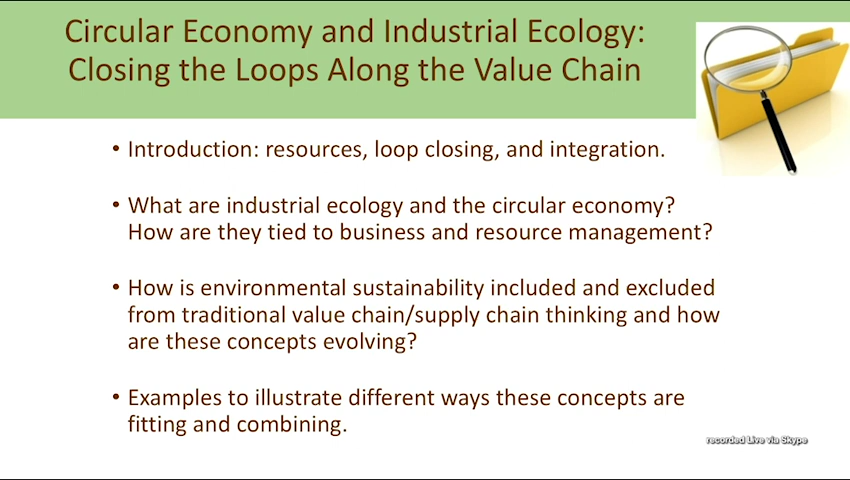 Circular Economy and Industrial Ecology:
Closing the Loops Along the Value Chain
• Introduction: resources, loop closing, and integration.
• What are industrial ecology and the circular economy?
How are they tied to business and resource management?
• How is environmental sustainability included and excluded
from traditional value chain/supply chain thinking and how
are these concepts evolving?
• Examples to illustrate different ways these concepts are
fitting and combining.
recorded Live via Skype